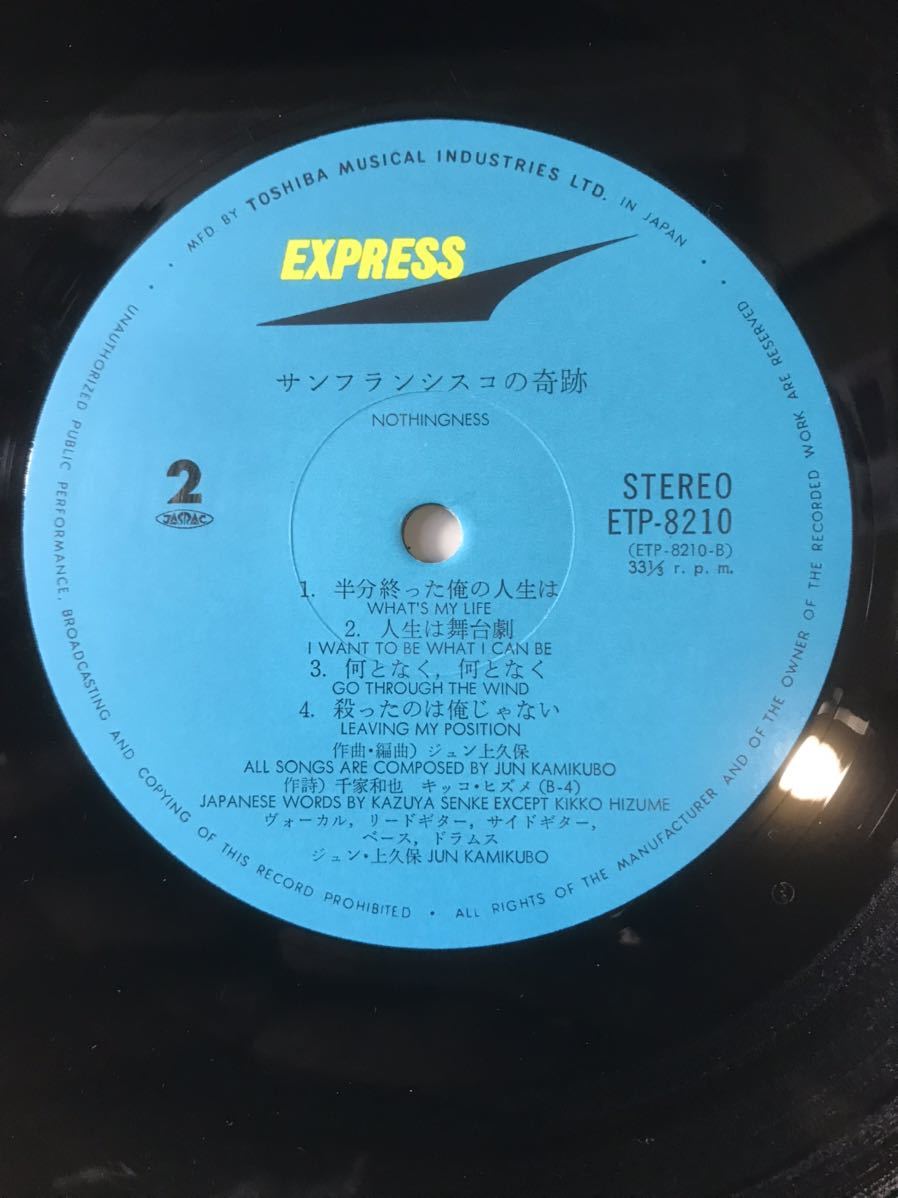 MFD BY TOSHIBA MUSICAL INDUSTRIES LTD. IN JAPAN
EXPRESS
サンフランシスコの奇跡
NOTHINGNESS
2
JASRAC
STEREO
ETP-8210
(ETP-8210-B)
33⅓ r. p. m.
1. 半分終った俺の人生は
WHAT'S MY LIFE
2. 人生は舞台劇
I WANT TO BE WHAT I CAN BE
3. 何となく,何となく
GO THROUGH THE WIND
4. 殺ったのは俺じゃない
LEAVING MY POSITION
作曲・編曲) ジュン上久保
ALL SONGS ARE COMPOSED BY JUN KAMIKUBO
作詩) 千家和也 キッコ・ヒズメ (B-4)
JAPANESE WORDS BY KAZUYA SENKE EXCEPT KIKKO HIZUME
ヴォーカル, リードギター, サイドギター,
ベース, ドラムス
ジュン・上久保 JUN KAMIKUBO
UNAUTHORIZED PUBLIC PERFORMANCE, BROADCASTING AND COPYING OF THIS RECORD PROHIBITED • ALL RIGHTS OF THE MANUFACTURER AND OF THE OWNER OF THE RECORDED WORK ARE RESERVED